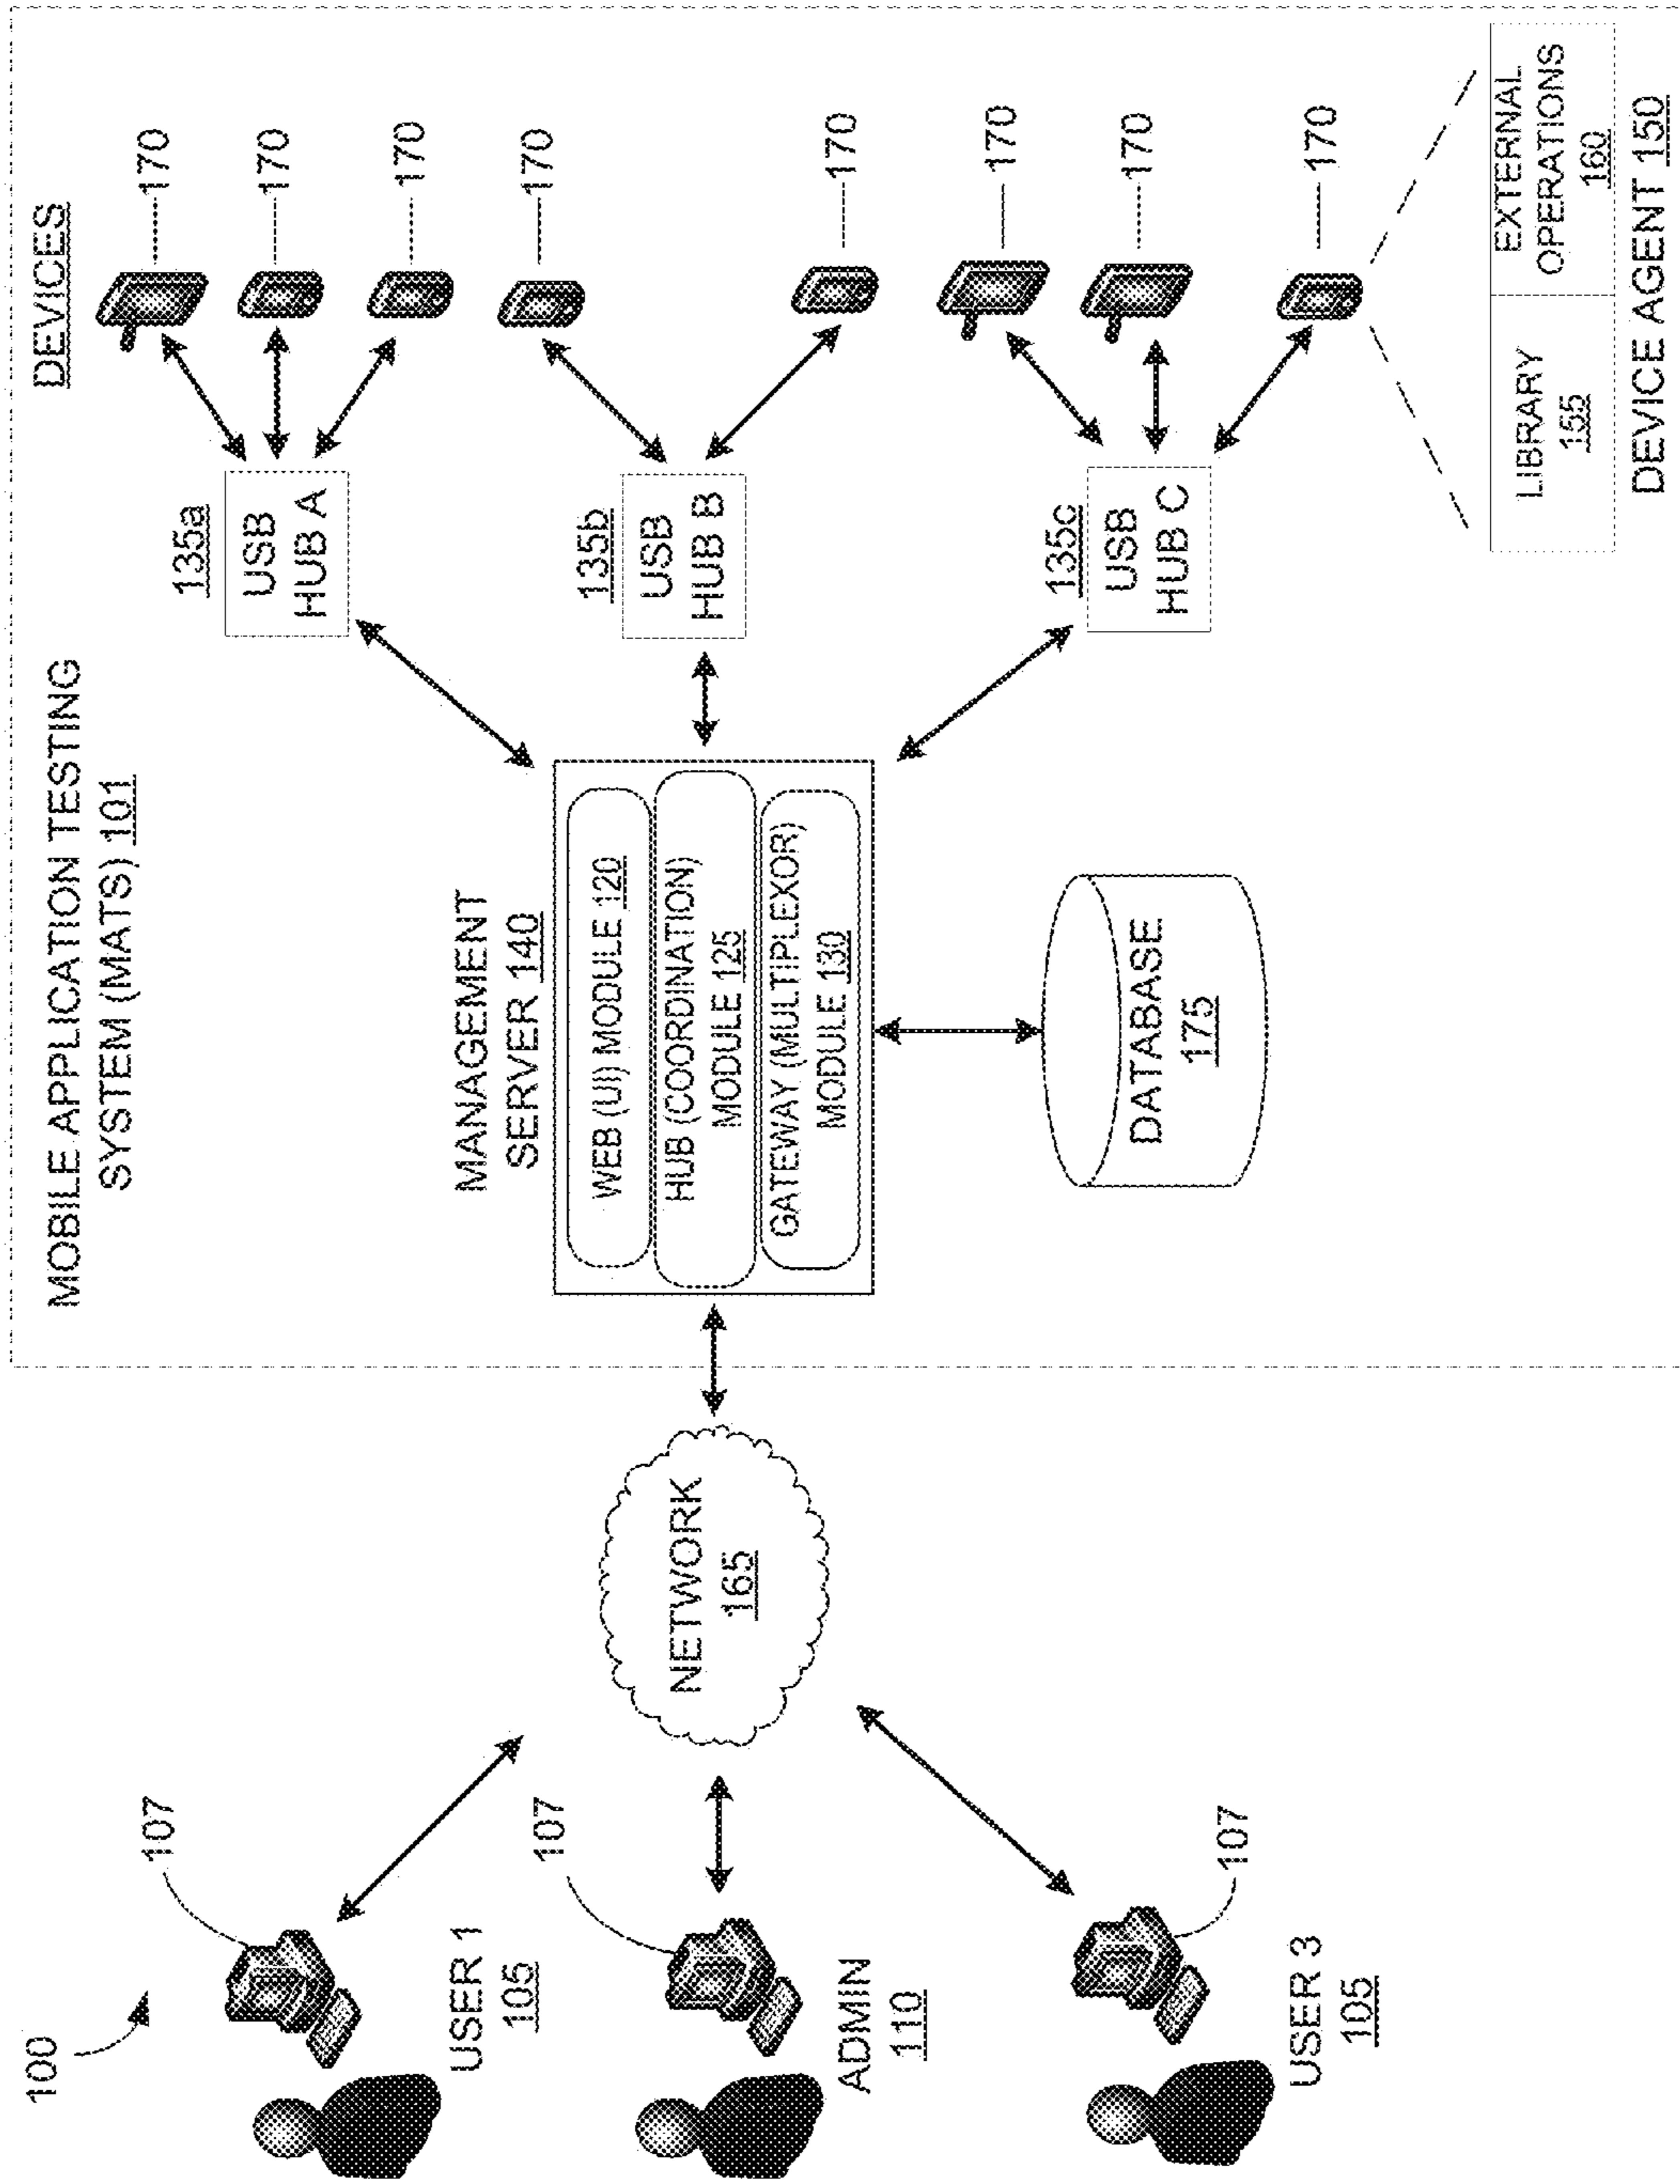 100
107
USER 1
105
107
ADMIN
110
107
USER 3
105
NETWORK
165
MOBILE APPLICATION TESTING
SYSTEM (MATS) 101
MANAGEMENT
SERVER 140
WEB (UI) MODULE 120
HUB (COORDINATION)
MODULE 125
GATEWAY (MULTIPLEXOR)
MODULE 130
DATABASE
175
135a
USB
HUB A
135b
USB
HUB B
135c
USB
HUB C
DEVICES
170
170
170
170
170
170
170
170
LIBRARY
155
EXTERNAL
OPERATIONS
160
DEVICE AGENT 150